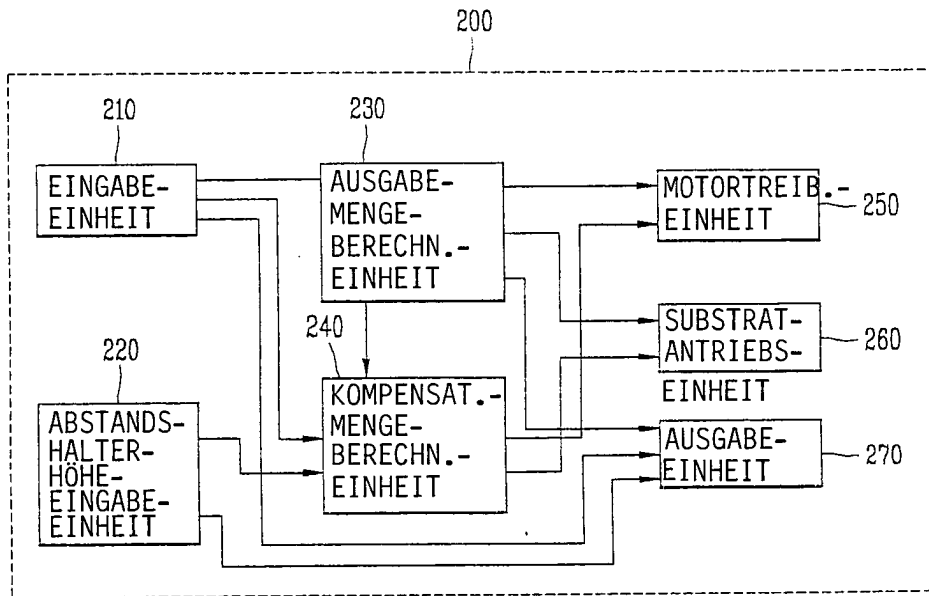 200
210
EINGABE-
EINHEIT
230
AUSGABE-
MENGE-
BERECHN.-
EINHEIT
MOTORTREIB.-
EINHEIT
250
220
ABSTANDS-
HALTER-
HÖHE-
EINGABE-
EINHEIT
240
KOMPENSAT.-
MENGE-
BERECHN.-
EINHEIT
SUBSTRAT-
ANTRIEBS-
EINHEIT
260
AUSGABE-
EINHEIT
270